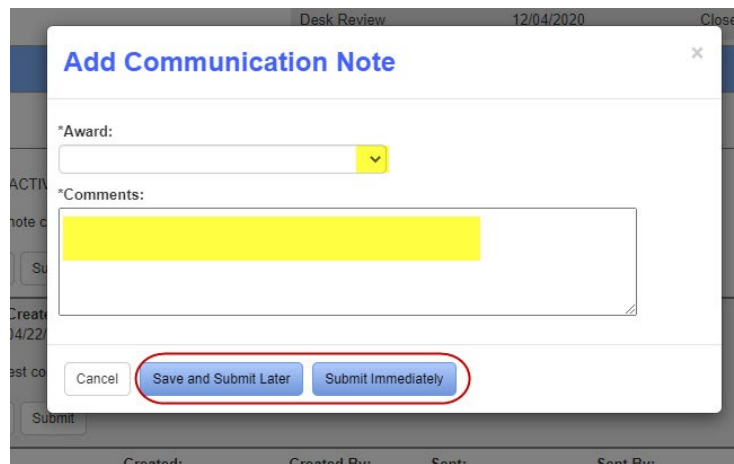 Desk Review 12/04/2020 Close
Add Communication Note ×
*Award:
ACTIV
*Comments:
note c
Su
Create
04/22/
est co
Cancel Save and Submit Later Submit Immediately
Submit
Created: Created By: Sent: Sent By: